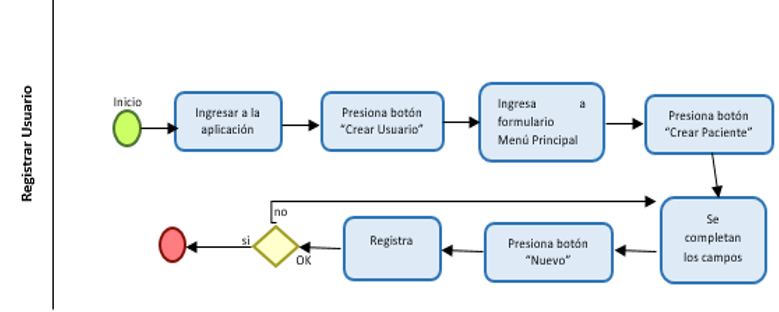 Registrar Usuario
Inicio
Ingresar a la
aplicación
Presiona botón
“Crear Usuario”
Ingresa a
formulario
Menú Principal
Presiona botón
“Crear Paciente”
Se
completan
los campos
Presiona botón
“Nuevo”
Registra
OK
no
si